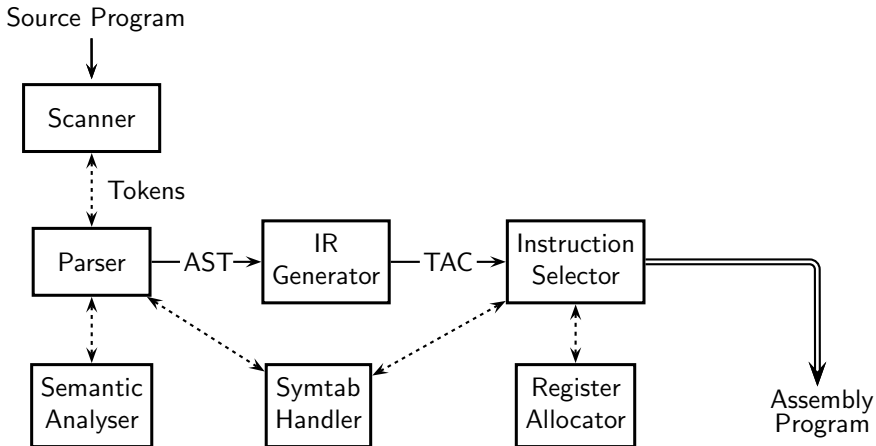 Source Program
Scanner
Tokens
Parser
AST
IR
Generator
TAC
Instruction
Selector
Semantic
Analyser
Symtab
Handler
Register
Allocator
Assembly
Program